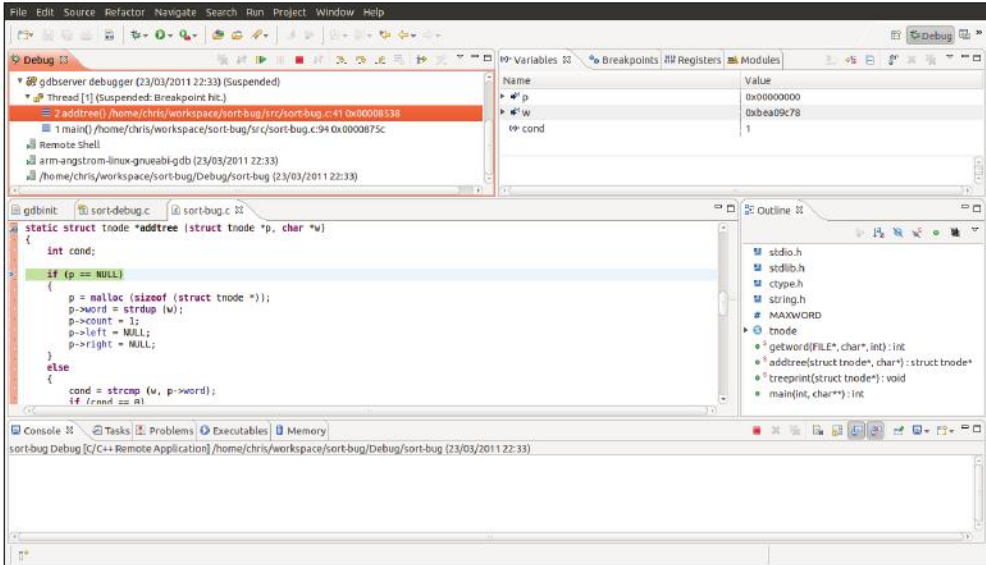 File Edit Source Refactor Navigate Search Run Project Window Help
Debug
Debug
gdbserver debugger (23/03/2011 22:33) (Suspended)
Thread [1] (Suspended: Breakpoint hit.)
2 addtree() /home/chris/workspace/sort-bug/src/sort-bug.c:41 0x00008538
1 main() /home/chris/workspace/sort-bug/src/sort-bug.c:94 0x0000875c
Remote Shell
arm-angstrom-linux-gnueabi-gdb (23/03/2011 22:33)
/home/chris/workspace/sort-bug/Debug/sort-bug (23/03/2011 22:33)
Variables Breakpoints Registers Modules
Name Value
p 0x00000000
w 0xbea09c78
cond 1
gdbinit sort-debug.c sort-bug.c
static struct tnode *addtree (struct tnode *p, char *w)
{
int cond;
if (p == NULL)
{
p = malloc (sizeof (struct tnode *));
p->word = strdup (w);
p->count = 1;
p->left = NULL;
p->right = NULL;
}
else
{
cond = strcmp (w, p->word);
if (cond == 0)
Outline
stdio.h
stdlib.h
ctype.h
string.h
# MAXWORD
tnode
S getword(FILE*, char*, int) : int
S addtree(struct tnode*, char*) : struct tnode*
S treeprint(struct tnode*) : void
main(int, char**) : int
Console Tasks Problems Executables Memory
sort-bug Debug [C/C++ Remote Application] /home/chris/workspace/sort-bug/Debug/sort-bug (23/03/2011 22:33)